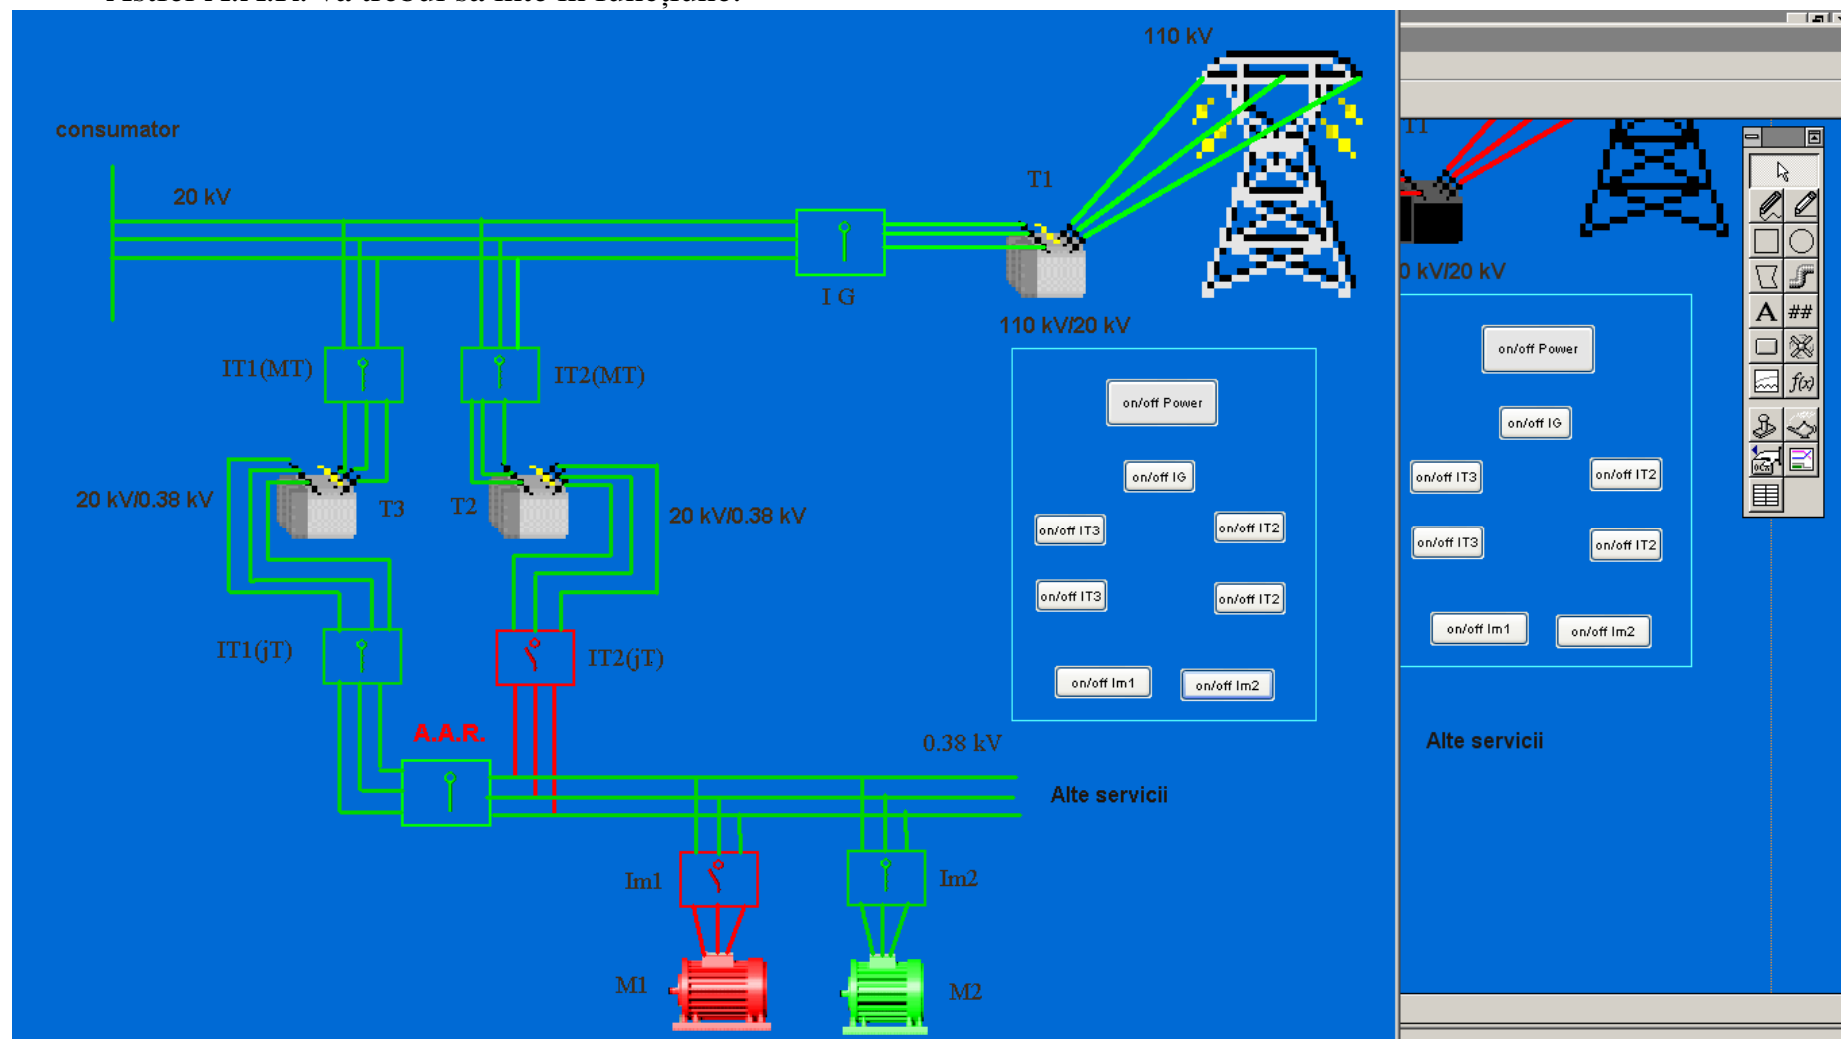 110 kV
consumator
20 kV
T1
I G
110 kV/20 kV
IT1(MT)
IT2(MT)
on/off Power
on/off IG
20 kV/0.38 kV
T3
T2
20 kV/0.38 kV
on/off IT3
on/off IT2
on/off IT3
on/off IT2
IT1(jT)
IT2(jT)
on/off Im1
on/off Im2
A.A.R.
0.38 kV
Alte servicii
Im1
Im2
M1
M2
T1
0 kV/20 kV
on/off Power
on/off IG
on/off IT3
on/off IT2
on/off IT3
on/off IT2
on/off Im1
on/off Im2
Alte servicii
A
##
f(x)